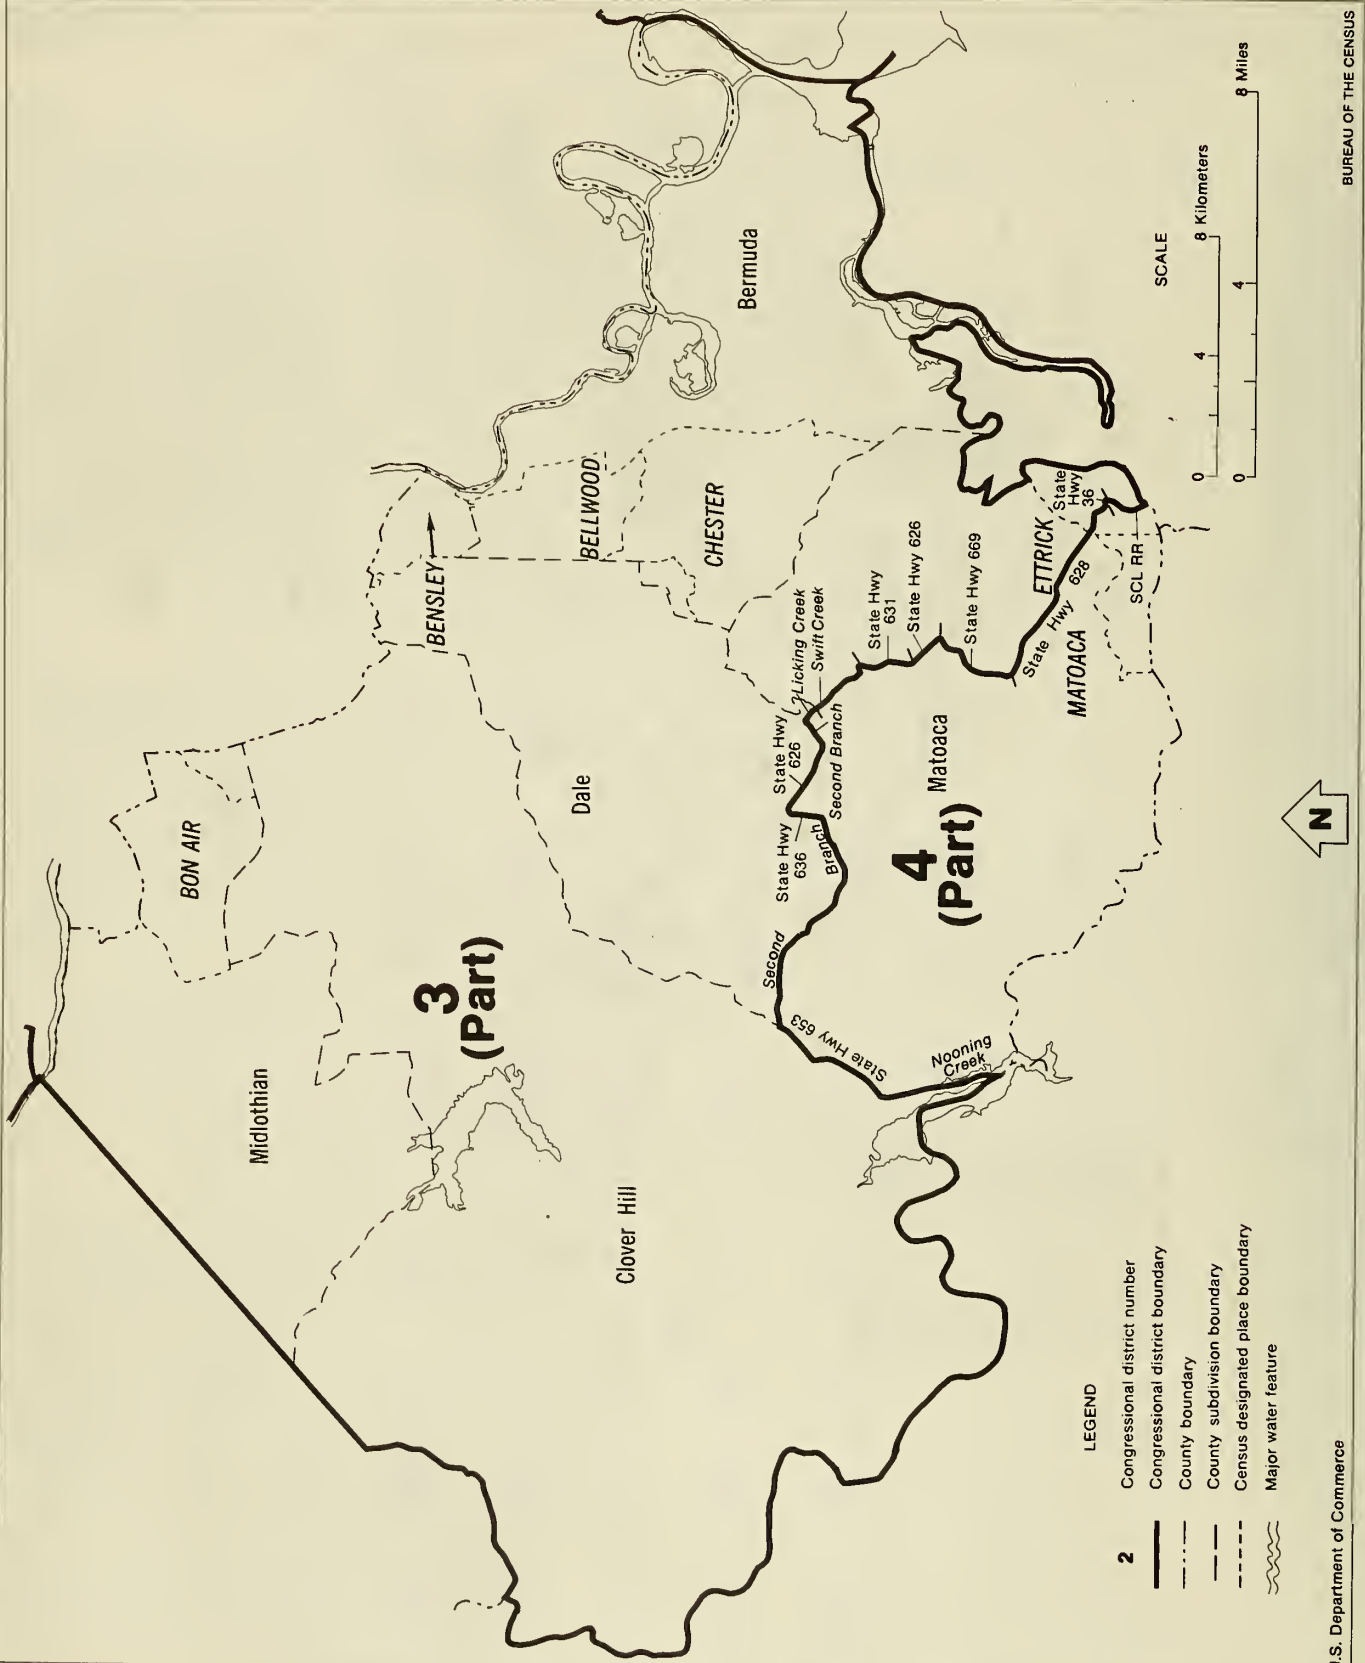 Midlothian
BON AIR
3
(Part)
Clover Hill
Dale
BENSLEY
BELLWOOD
CHESTER
Bermuda
State Hwy 653
Second
Branch
State Hwy
636
State Hwy
626
Second Branch
Licking Creek
Swift Creek
State Hwy
631
State Hwy 626
State Hwy 669
State Hwy 628
Nooning
Creek
4
(Part)
Matoaca
MATOACA
ETTRICK
State
Hwy
36
SCL RR
LEGEND
2 Congressional district number
Congressional district boundary
County boundary
County subdivision boundary
Census designated place boundary
Major water feature
N
SCALE
0 4 8 Kilometers
0 4 8 Miles
.S. Department of Commerce
BUREAU OF THE CENSUS